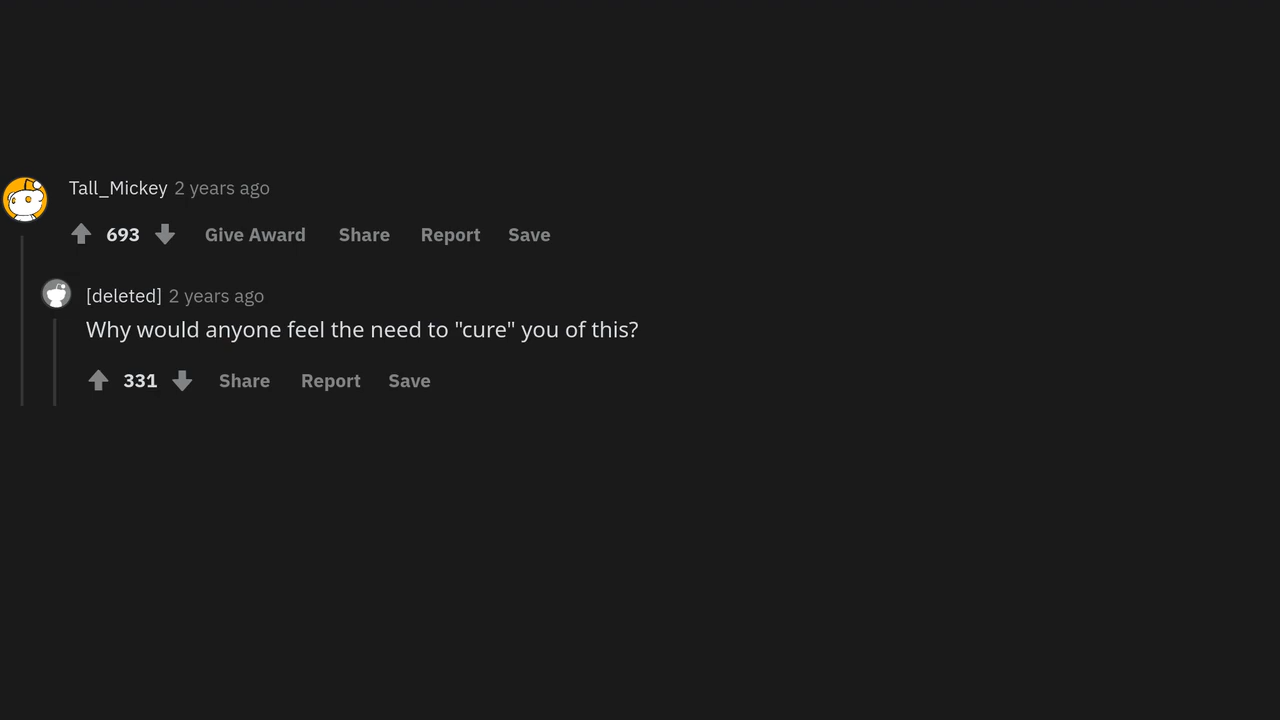 Tall_Mickey 2 years ago
693 Give Award Share Report Save
[deleted] 2 years ago
Why would anyone feel the need to "cure" you of this?
331 Share Report Save